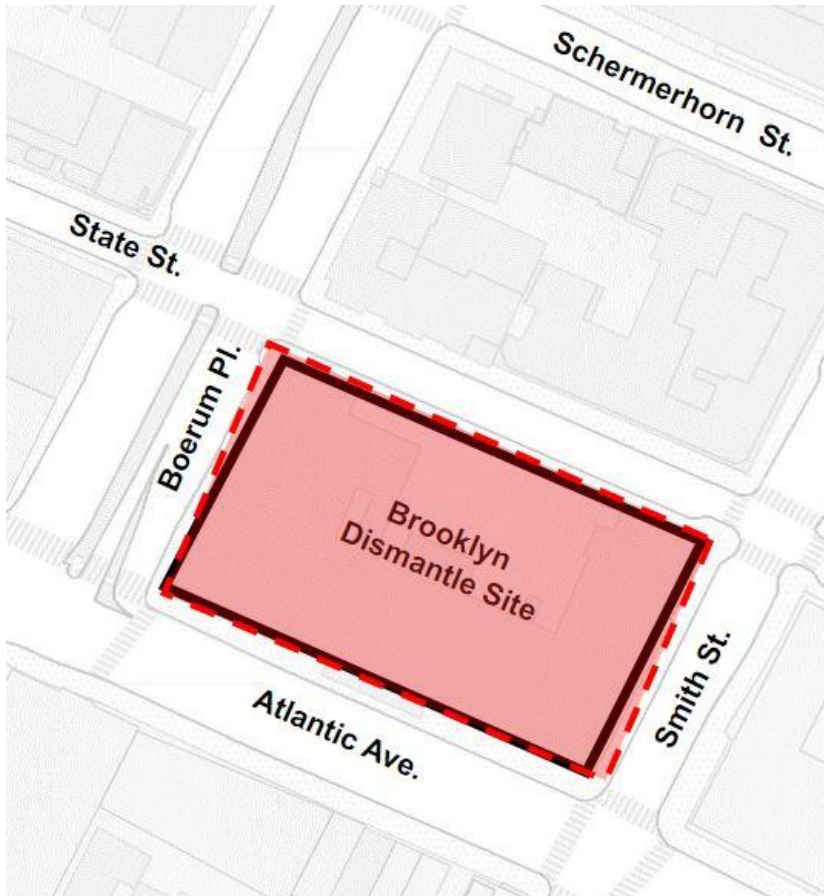 Schermerhorn St.
State St.
Boerum Pl.
Brooklyn
Dismantle Site
Smith St.
Atlantic Ave.